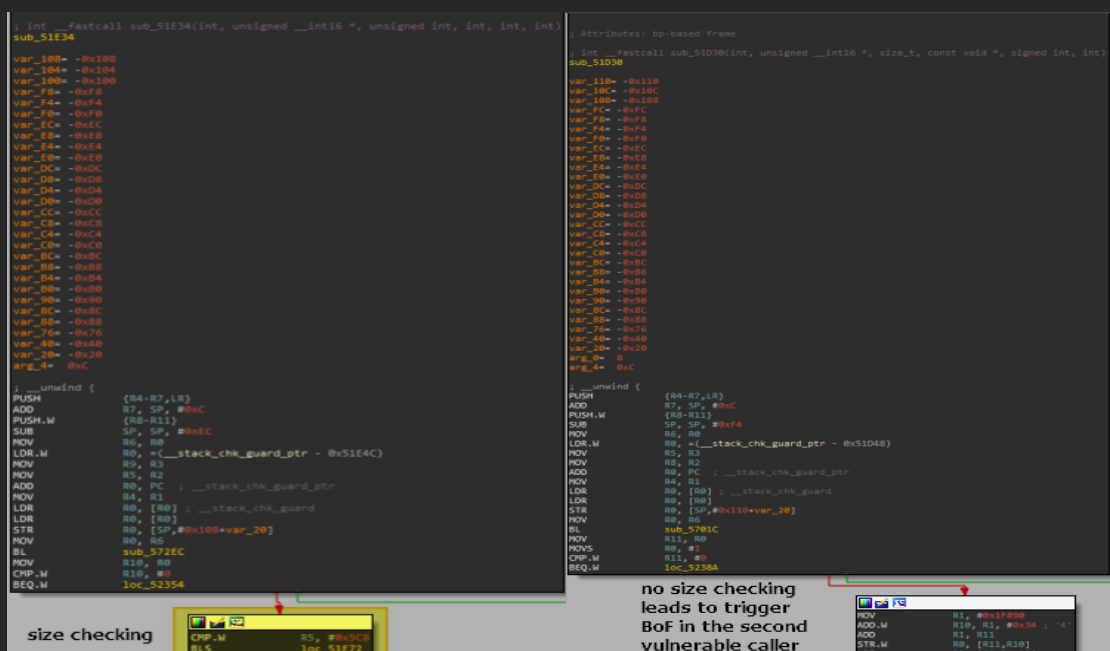 ; int __fastcall sub_51E34(int, unsigned __int16 *, unsigned int, int, int, int)
sub_51E34
var_108= -0x108
var_104= -0x104
var_100= -0x100
var_F8= -0xF8
var_F4= -0xF4
var_F0= -0xF0
var_EC= -0xEC
var_E8= -0xE8
var_E4= -0xE4
var_E0= -0xE0
var_DC= -0xDC
var_D8= -0xD8
var_D4= -0xD4
var_D0= -0xD0
var_CC= -0xCC
var_C8= -0xC8
var_C4= -0xC4
var_C0= -0xC0
var_BC= -0xBC
var_B8= -0xB8
var_B4= -0xB4
var_B0= -0xB0
var_90= -0x90
var_8C= -0x8C
var_88= -0x88
var_76= -0x76
var_40= -0x40
var_20= -0x20
arg_4= 0xC
; __unwind {
PUSH {R4-R7,LR}
ADD R7, SP, #0xC
PUSH.W {R8-R11}
SUB SP, SP, #0xEC
MOV R6, R0
LDR.W R0, =(__stack_chk_guard_ptr - 0x51E4C)
MOV R9, R3
MOV R5, R2
ADD R0, PC ; __stack_chk_guard_ptr
MOV R4, R1
LDR R0, [R0] ; __stack_chk_guard
LDR R0, [R0]
STR R0, [SP,#0x108+var_20]
MOV R0, R6
BL sub_572EC
MOV R10, R0
CMP.W R10, #0
BEQ.W loc_52354
size checking
CMP.W R5, #0x5C8
BLS loc_51E72
; Attributes: bp-based frame
; int __fastcall sub_51D30(int, unsigned __int16 *, size_t, const void *, signed int, int)
sub_51D30
var_110= -0x110
var_10C= -0x10C
var_108= -0x108
var_FC= -0xFC
var_F8= -0xF8
var_F4= -0xF4
var_F0= -0xF0
var_EC= -0xEC
var_E8= -0xE8
var_E4= -0xE4
var_E0= -0xE0
var_DC= -0xDC
var_D8= -0xD8
var_D4= -0xD4
var_D0= -0xD0
var_CC= -0xCC
var_C8= -0xC8
var_C4= -0xC4
var_C0= -0xC0
var_BC= -0xBC
var_B8= -0xB8
var_B4= -0xB4
var_B0= -0xB0
var_90= -0x90
var_8C= -0x8C
var_88= -0x88
var_76= -0x76
var_40= -0x40
var_20= -0x20
arg_0= 8
arg_4= 0xC
; __unwind {
PUSH {R4-R7,LR}
ADD R7, SP, #0xC
PUSH.W {R8-R11}
SUB SP, SP, #0xF4
MOV R6, R0
LDR.W R0, =(__stack_chk_guard_ptr - 0x51D48)
MOV R5, R3
MOV R8, R2
ADD R0, PC ; __stack_chk_guard_ptr
MOV R4, R1
LDR R0, [R0] ; __stack_chk_guard
LDR R0, [R0]
STR R0, [SP,#0x110+var_20]
MOV R0, R6
BL sub_5701C
MOV R11, R0
MOVS R0, #1
CMP.W R11, #0
BEQ.W loc_5238A
no size checking
leads to trigger
BoF in the second
vulnerable caller
MOV R1, #0x1F890
ADD.W R10, R1, #0x34 ; '4'
ADD R1, R11
STR.W R0, [R11,R10]